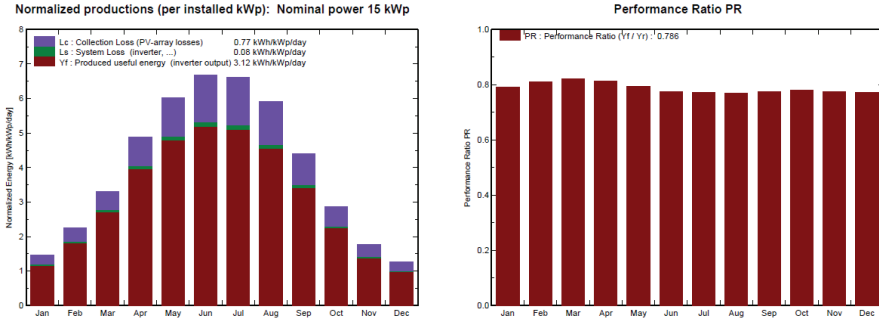 Normalized productions (per installed kWp): Nominal power 15 kWp
Lc : Collection Loss (PV-array losses) 0.77 kWh/kWp/day
Ls : System Loss (inverter, ...) 0.08 kWh/kWp/day
Yf : Produced useful energy (inverter output) 3.12 kWh/kWp/day
Normalized Energy [kWh/kWp/day]
8
7
6
5
4
3
2
1
0
Jan Feb Mar Apr May Jun Jul Aug Sep Oct Nov Dec
Performance Ratio PR
PR : Performance Ratio (Yf / Yr) : 0.786
Performance Ratio PR
1.0
0.8
0.6
0.4
0.2
0.0
Jan Feb Mar Apr May Jun Jul Aug Sep Oct Nov Dec